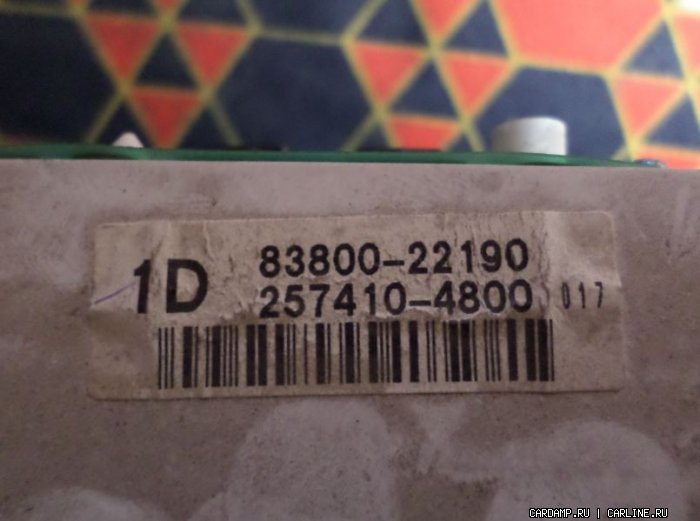 1D 83800-22190
257410-4800 017
CARDAMP.RU | CARLINE.RU